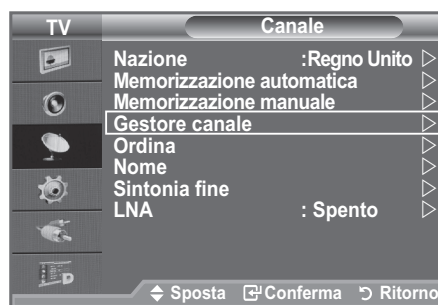 TV Canale
Nazione :Regno Unito
Memorizzazione automatica
Memorizzazione manuale
Gestore canale
Ordina
Nome
Sintonia fine
LNA : Spento
Sposta Conferma Ritorno